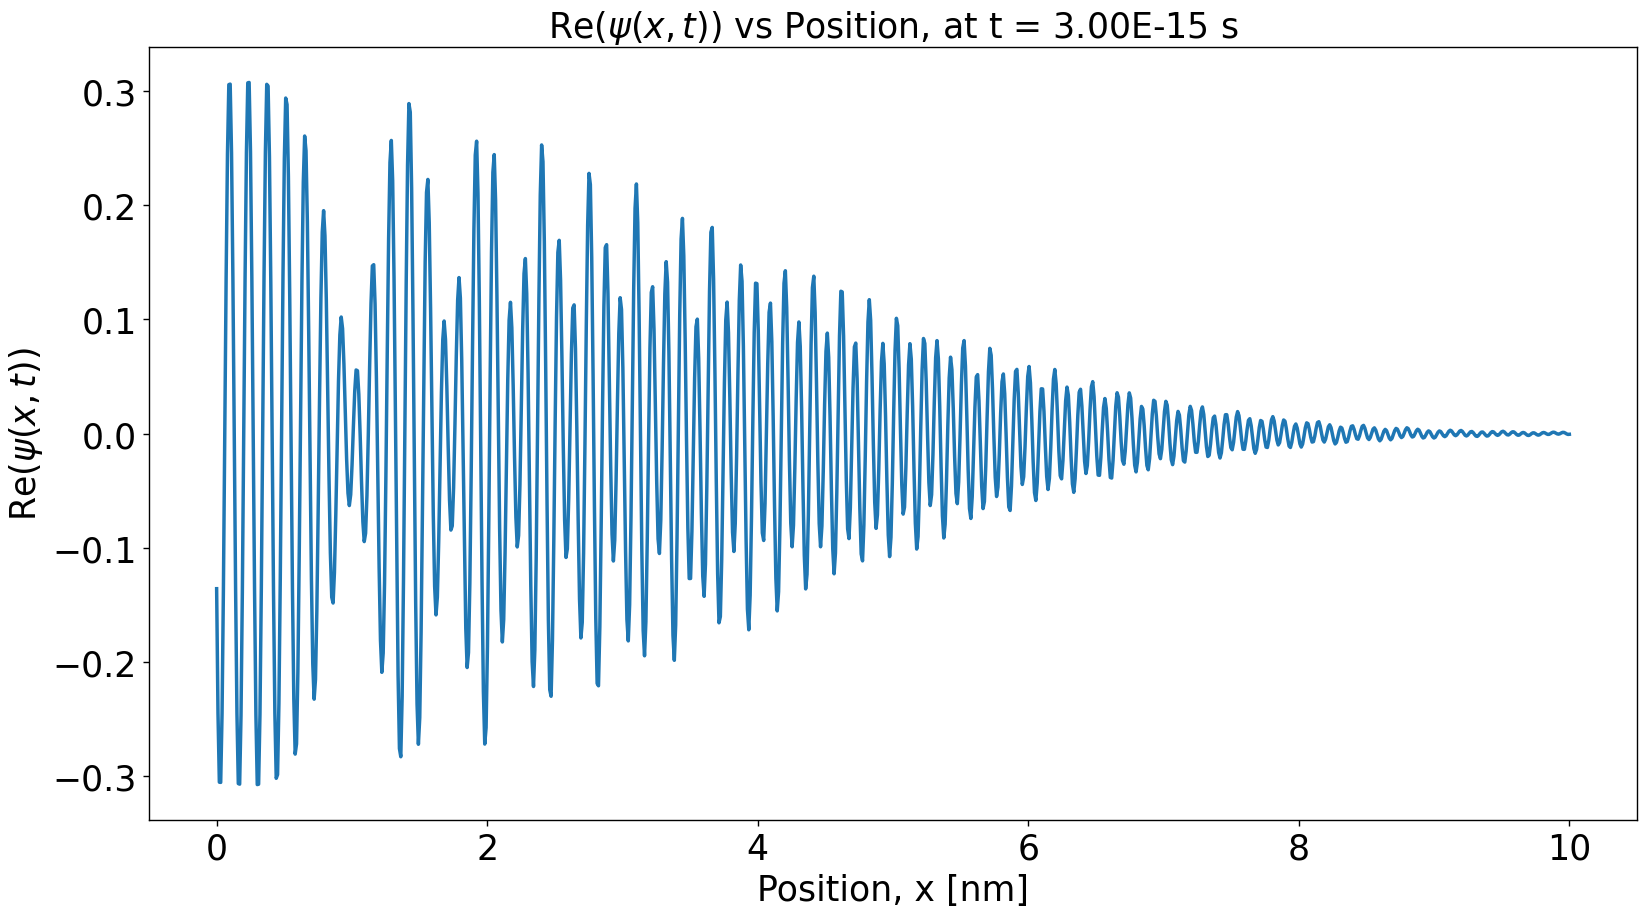 Re(ψ(x, t)) vs Position, at t = 3.00E-15 s
0.3
0.2
0.1
0.0
−0.1
−0.2
−0.3
Re(ψ(x, t))
0 2 4 6 8 10
Position, x [nm]